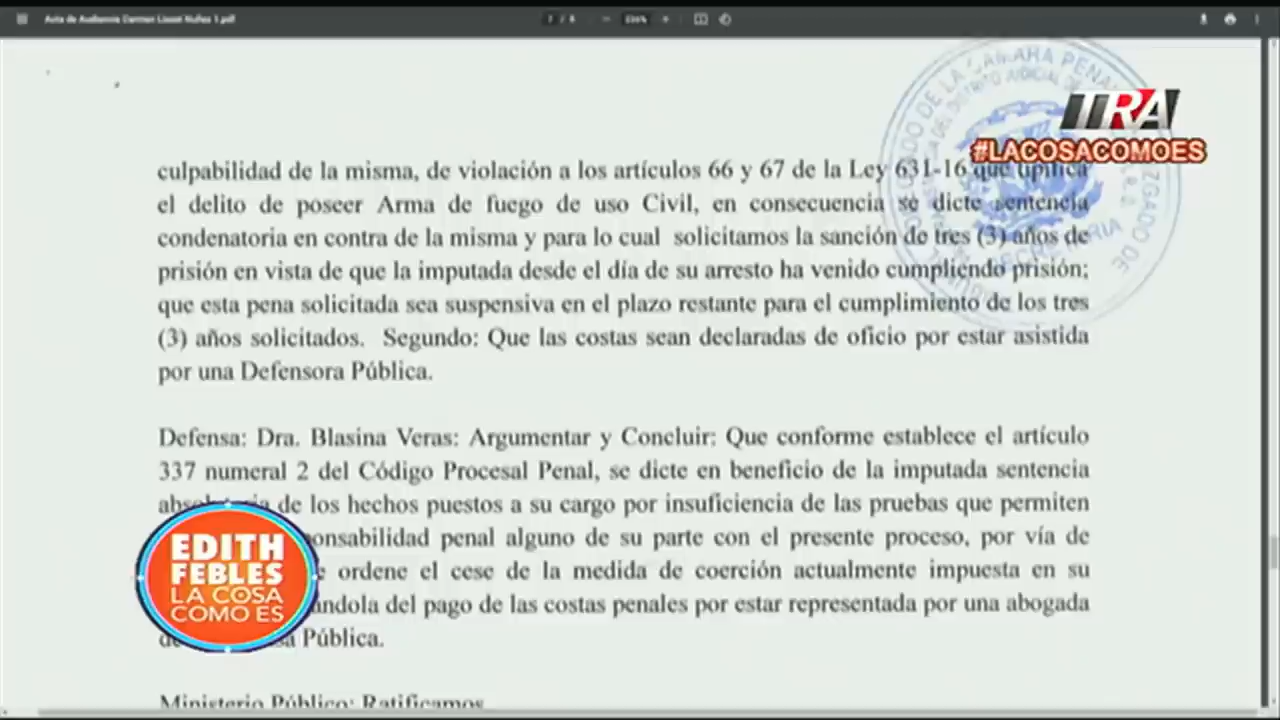 Acta de Audiencia Carmen Lisset Nuñez 1.pdf
TRA
#LACOSACOMOES
culpabilidad de la misma, de violación a los artículos 66 y 67 de la Ley 631-16 que tipifica
el delito de poseer Arma de fuego de uso Civil, en consecuencia se dicte sentencia
condenatoria en contra de la misma y para lo cual solicitamos la sanción de tres (3) años de
prisión en vista de que la imputada desde el día de su arresto ha venido cumpliendo prisión;
que esta pena solicitada sea suspensiva en el plazo restante para el cumplimiento de los tres
(3) años solicitados. Segundo: Que las costas sean declaradas de oficio por estar asistida
por una Defensora Pública.
Defensa: Dra. Blasina Veras: Argumentar y Concluir: Que conforme establece el artículo
337 numeral 2 del Código Procesal Penal, se dicte en beneficio de la imputada sentencia
de los hechos puestos a su cargo por insuficiencia de las pruebas que permiten
penal alguno de su parte con el presente proceso, por vía de
ordene el cese de la medida de coerción actualmente impuesta en su
del pago de las costas penales por estar representada por una abogada
Pública.
Ministerio Público: Ratificamos
EDITH
FEBLES
LA COSA
COMO ES